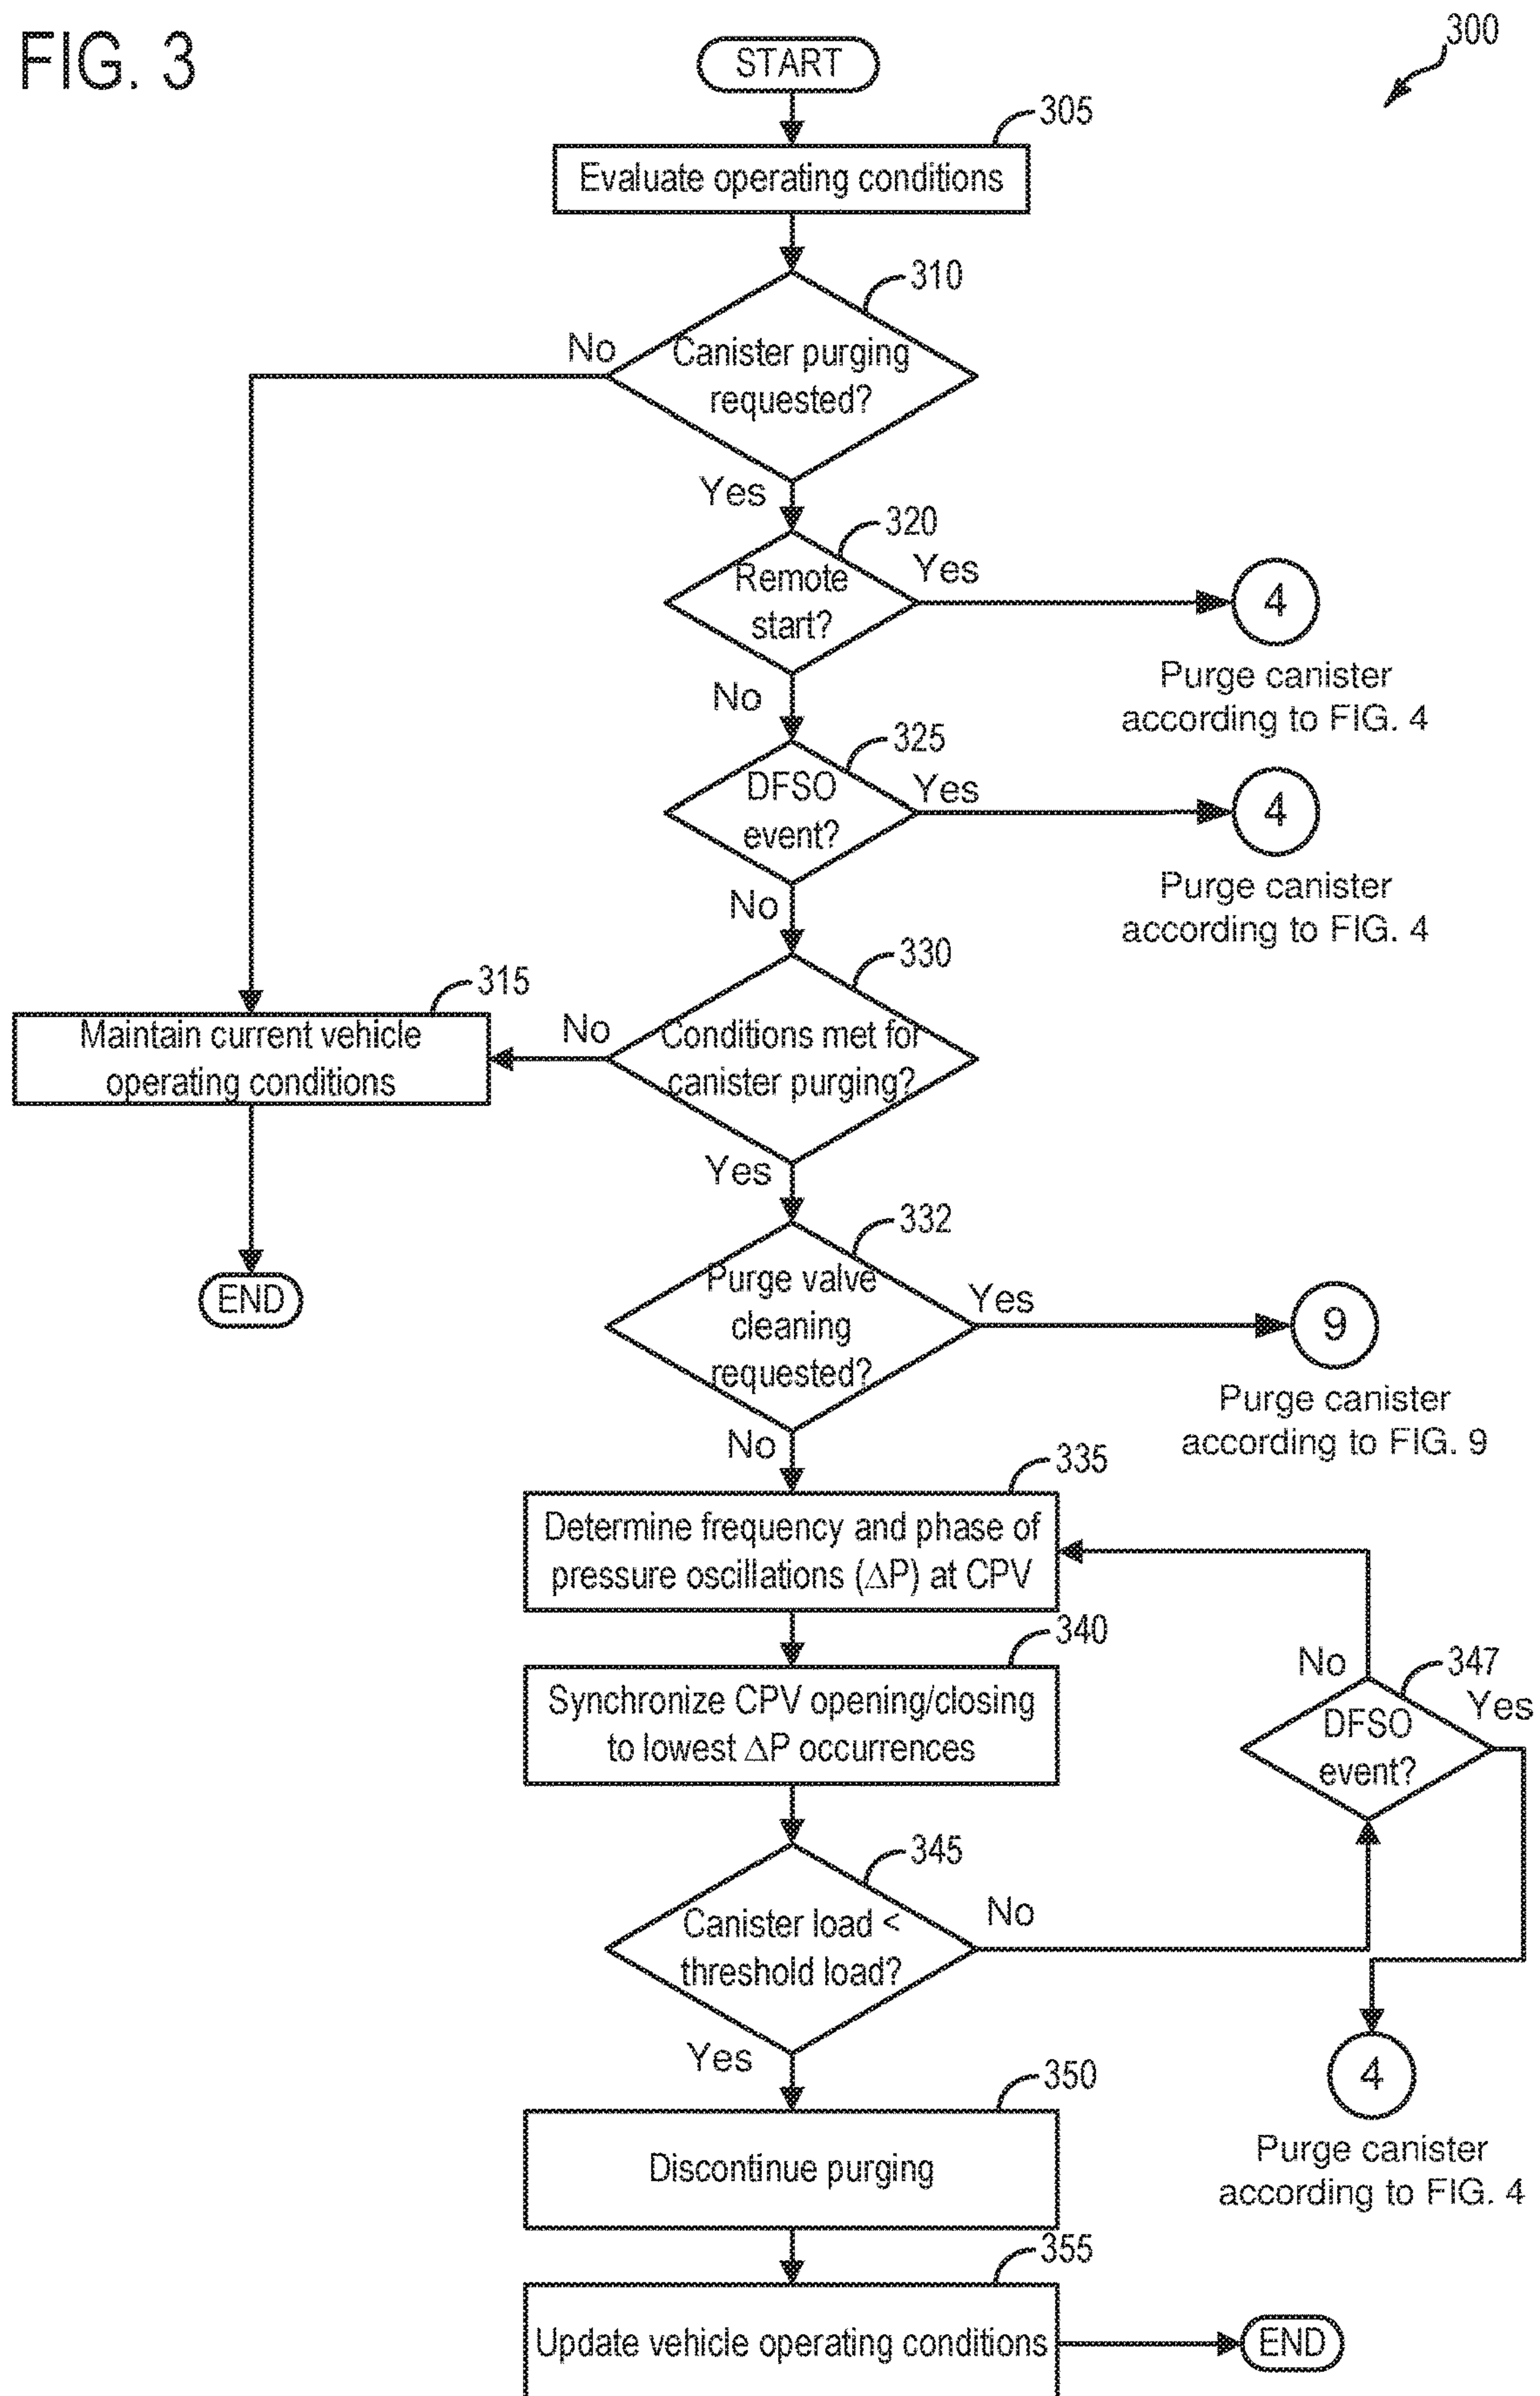 FIG. 3
300
START
305
Evaluate operating conditions
310
Canister purging
requested?
No
Yes
320
Remote
start?
Yes
4
Purge canister
according to FIG. 4
No
325
DFSO
event?
Yes
4
Purge canister
according to FIG. 4
No
330
Conditions met for
canister purging?
No
315
Maintain current vehicle
operating conditions
END
Yes
332
Purge valve
cleaning
requested?
Yes
9
Purge canister
according to FIG. 9
No
335
Determine frequency and phase of
pressure oscillations (ΔP) at CPV
340
Synchronize CPV opening/closing
to lowest ΔP occurrences
No
347
Yes
DFSO
event?
345
Canister load <
threshold load?
No
Yes
4
Purge canister
according to FIG. 4
350
Discontinue purging
355
Update vehicle operating conditions
END